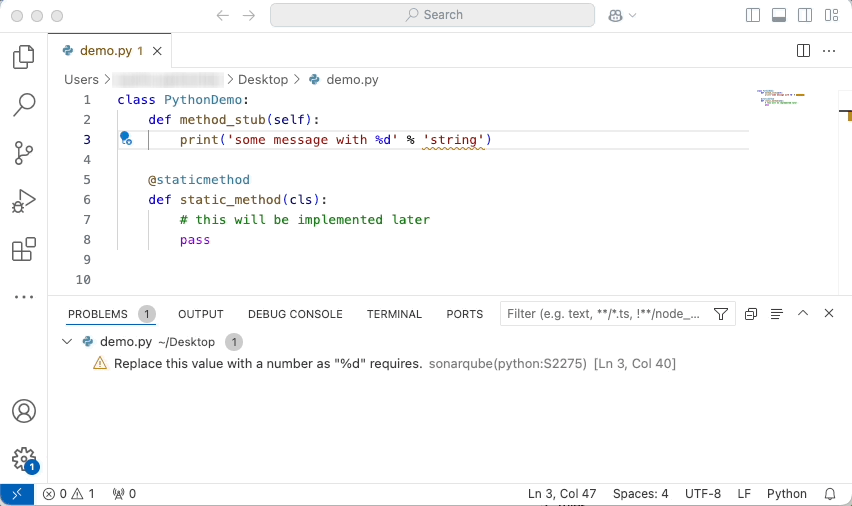 Search
demo.py 1
Users > Desktop > demo.py
1 class PythonDemo:
2 def method_stub(self):
3 print('some message with %d' % 'string')
4
5 @staticmethod
6 def static_method(cls):
7 # this will be implemented later
8 pass
9
10
PROBLEMS 1 OUTPUT DEBUG CONSOLE TERMINAL PORTS Filter (e.g. text, **/*.ts, !**/node_...
demo.py ~/Desktop 1
Replace this value with a number as "%d" requires. sonarqube(python:S2275) [Ln 3, Col 40]
1
0 1 0 Ln 3, Col 47 Spaces: 4 UTF-8 LF Python